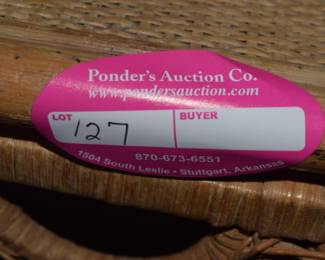 Ponder's Auction Co.
www.pondersauction.com
LOT BUYER
127
870-673-6551
1504 South Leslie • Stuttgart, Arkansas